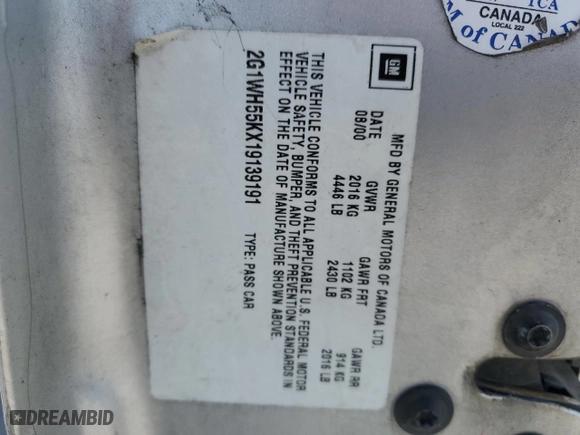 GM
MFD BY GENERAL MOTORS OF CANADA LTD.
DATE GVWR GAWR FRT GAWR RR
08/00 2016 KG 1102 KG 914 KG
4446 LB 2430 LB 2016 LB
THIS VEHICLE CONFORMS TO ALL APPLICABLE U.S. FEDERAL MOTOR
VEHICLE SAFETY, BUMPER, AND THEFT PREVENTION STANDARDS IN
EFFECT ON THE DATE OF MANUFACTURE SHOWN ABOVE.
2G1WH55KX19139191 TYPE: PASS CAR
CANADA
LOCAL 222
OF CANAD
DREAMBID